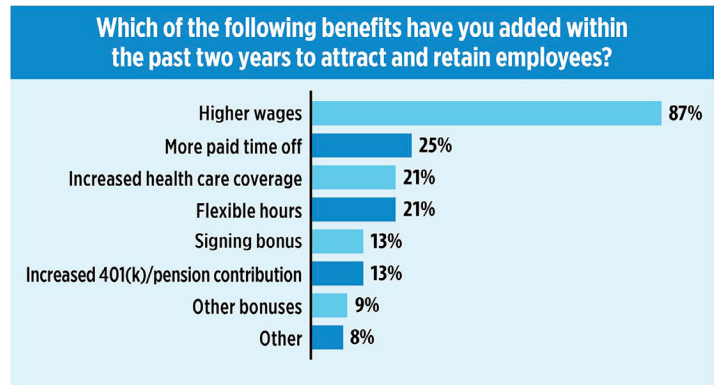 Which of the following benefits have you added within
the past two years to attract and retain employees?
Higher wages 87%
More paid time off 25%
Increased health care coverage 21%
Flexible hours 21%
Signing bonus 13%
Increased 401(k)/pension contribution 13%
Other bonuses 9%
Other 8%